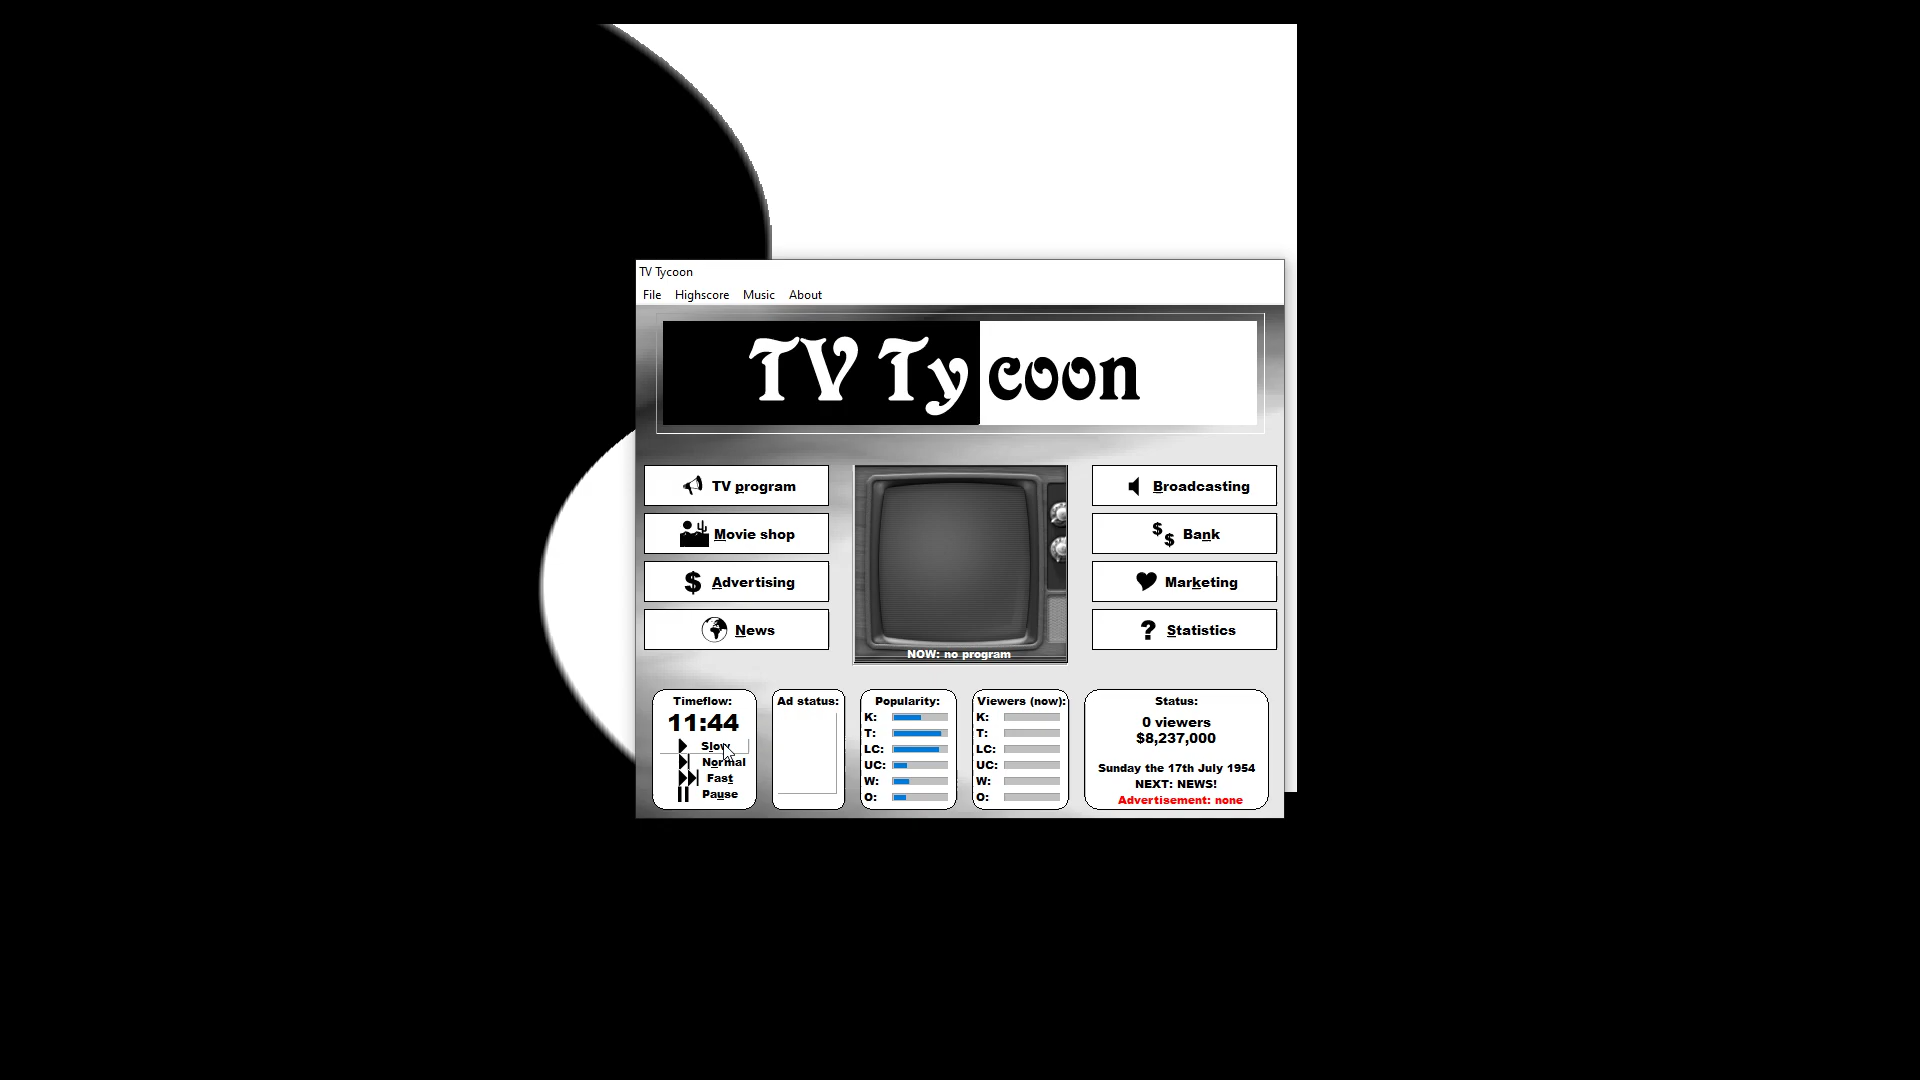 TV Tycoon
File Highscore Music About
TV Tycoon
TV program
Movie shop
Advertising
News
NOW: no program
Broadcasting
$ $ Bank
Marketing
? Statistics
Timeflow:
11:44
Slow
Normal
Fast
Pause
Ad status:
Popularity:
K:
T:
LC:
UC:
W:
O:
Viewers (now):
K:
T:
LC:
UC:
W:
O:
Status:
0 viewers
$8,237,000
Sunday the 17th July 1954
NEXT: NEWS!
Advertisement: none